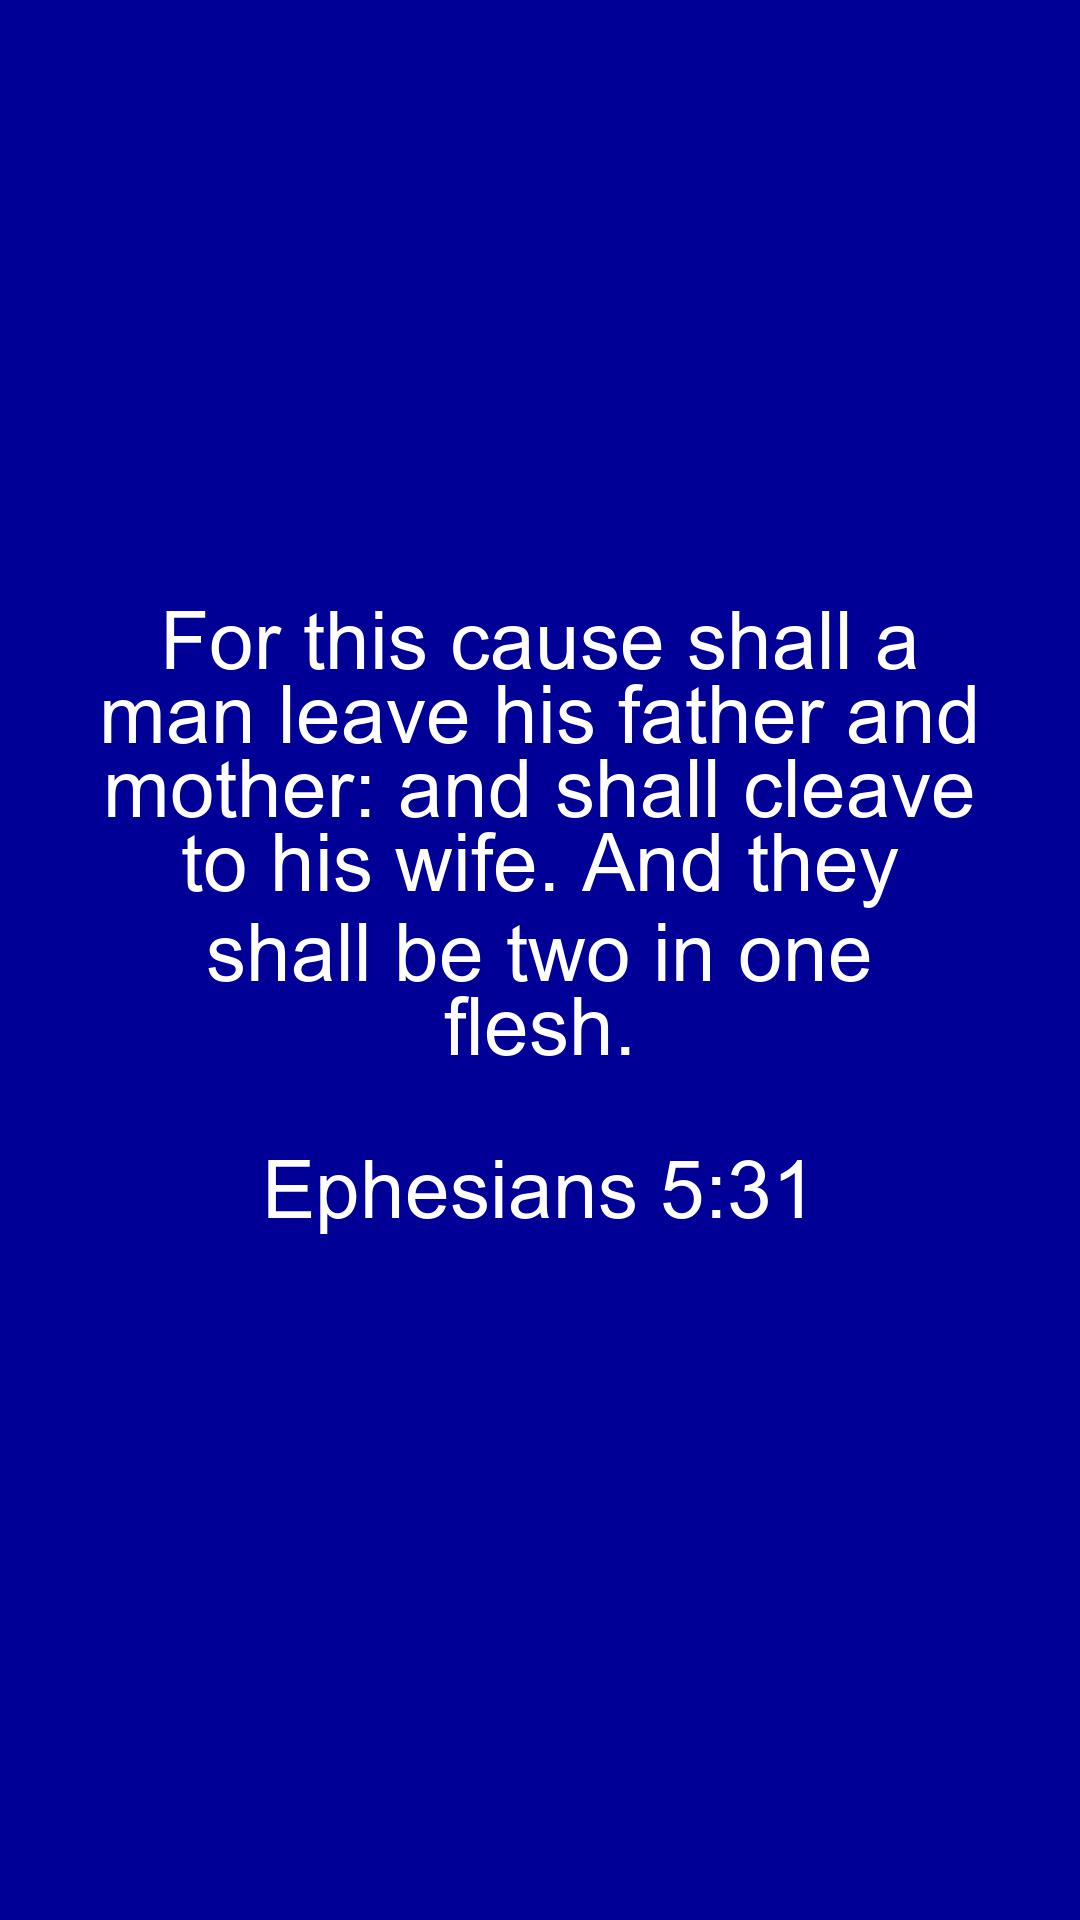 For this cause shall a
man leave his father and
mother: and shall cleave
to his wife. And they
shall be two in one
flesh.
Ephesians 5:31